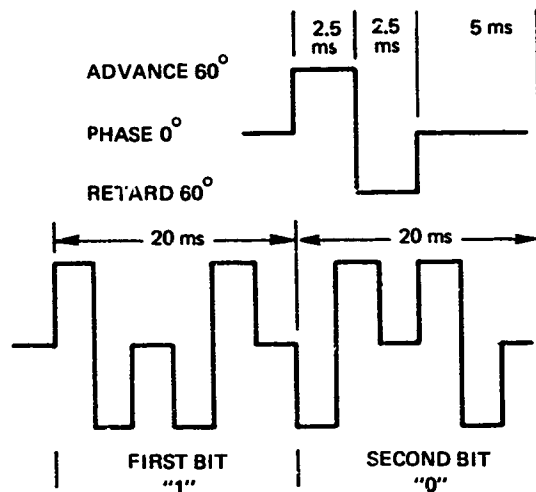 2.5 ms 2.5 ms 5 ms
ADVANCE 60°
PHASE 0°
RETARD 60°
20 ms 20 ms
FIRST BIT SECOND BIT
"1" "0"